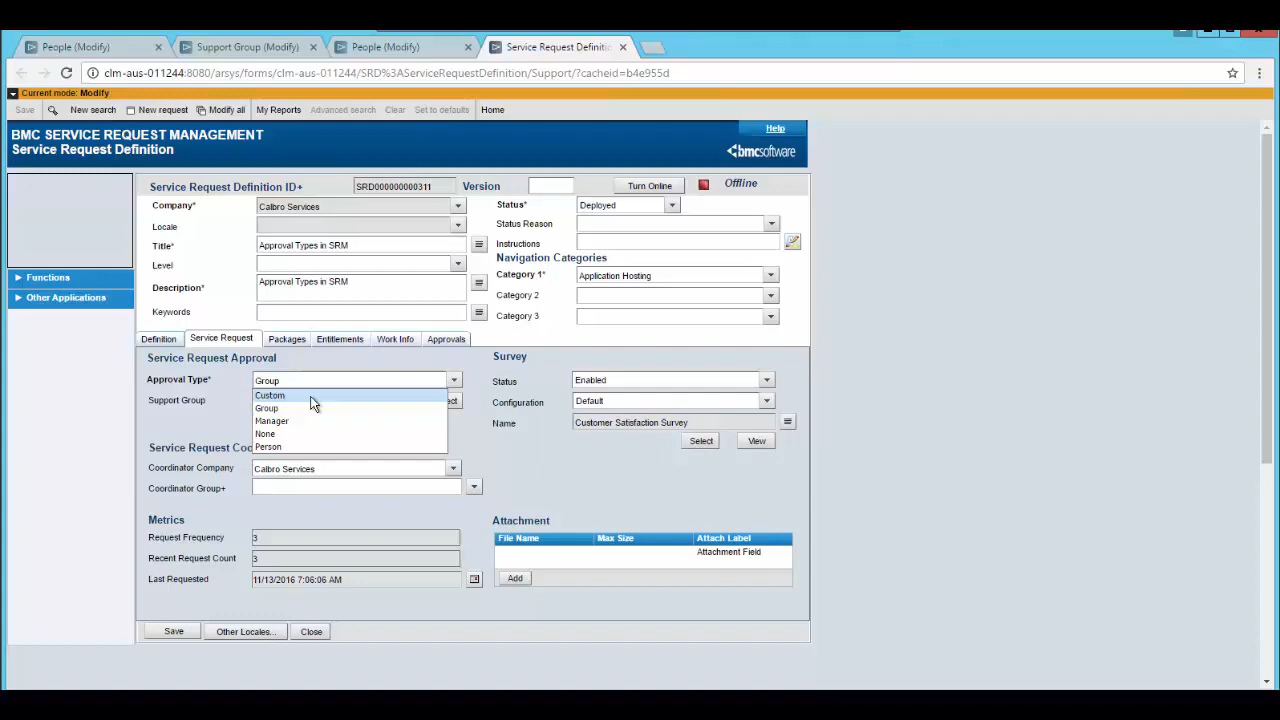 People (Modify)
Support Group (Modify)
People (Modify)
Service Request Definitio
clm-aus-011244:8080/arsys/forms/clm-aus-011244/SRD%3AServiceRequestDefinition/Support/?cacheid=b4e955d
Current mode: Modify
Save New search New request Modify all My Reports Advanced search Clear Set to defaults Home
BMC SERVICE REQUEST MANAGEMENT
Service Request Definition
Help
bmcsoftware
Functions
Other Applications
Service Request Definition ID+ SRD000000000311 Version Turn Online Offline
Company* Calbro Services
Locale
Title* Approval Types in SRM
Level
Description* Approval Types in SRM
Keywords
Status* Deployed
Status Reason
Instructions
Navigation Categories
Category 1* Application Hosting
Category 2
Category 3
Definition Service Request Packages Entitlements Work Info Approvals
Service Request Approval
Approval Type* Group
Custom
Group
Manager
None
Person
Support Group
Service Request Coo
Coordinator Company Calbro Services
Coordinator Group+
Survey
Status Enabled
Configuration Default
Name Customer Satisfaction Survey
Select View
Metrics
Request Frequency 3
Recent Request Count 3
Last Requested 11/13/2016 7:06:06 AM
Attachment
File Name Max Size Attach Label
Attachment Field
Add
Save Other Locales... Close